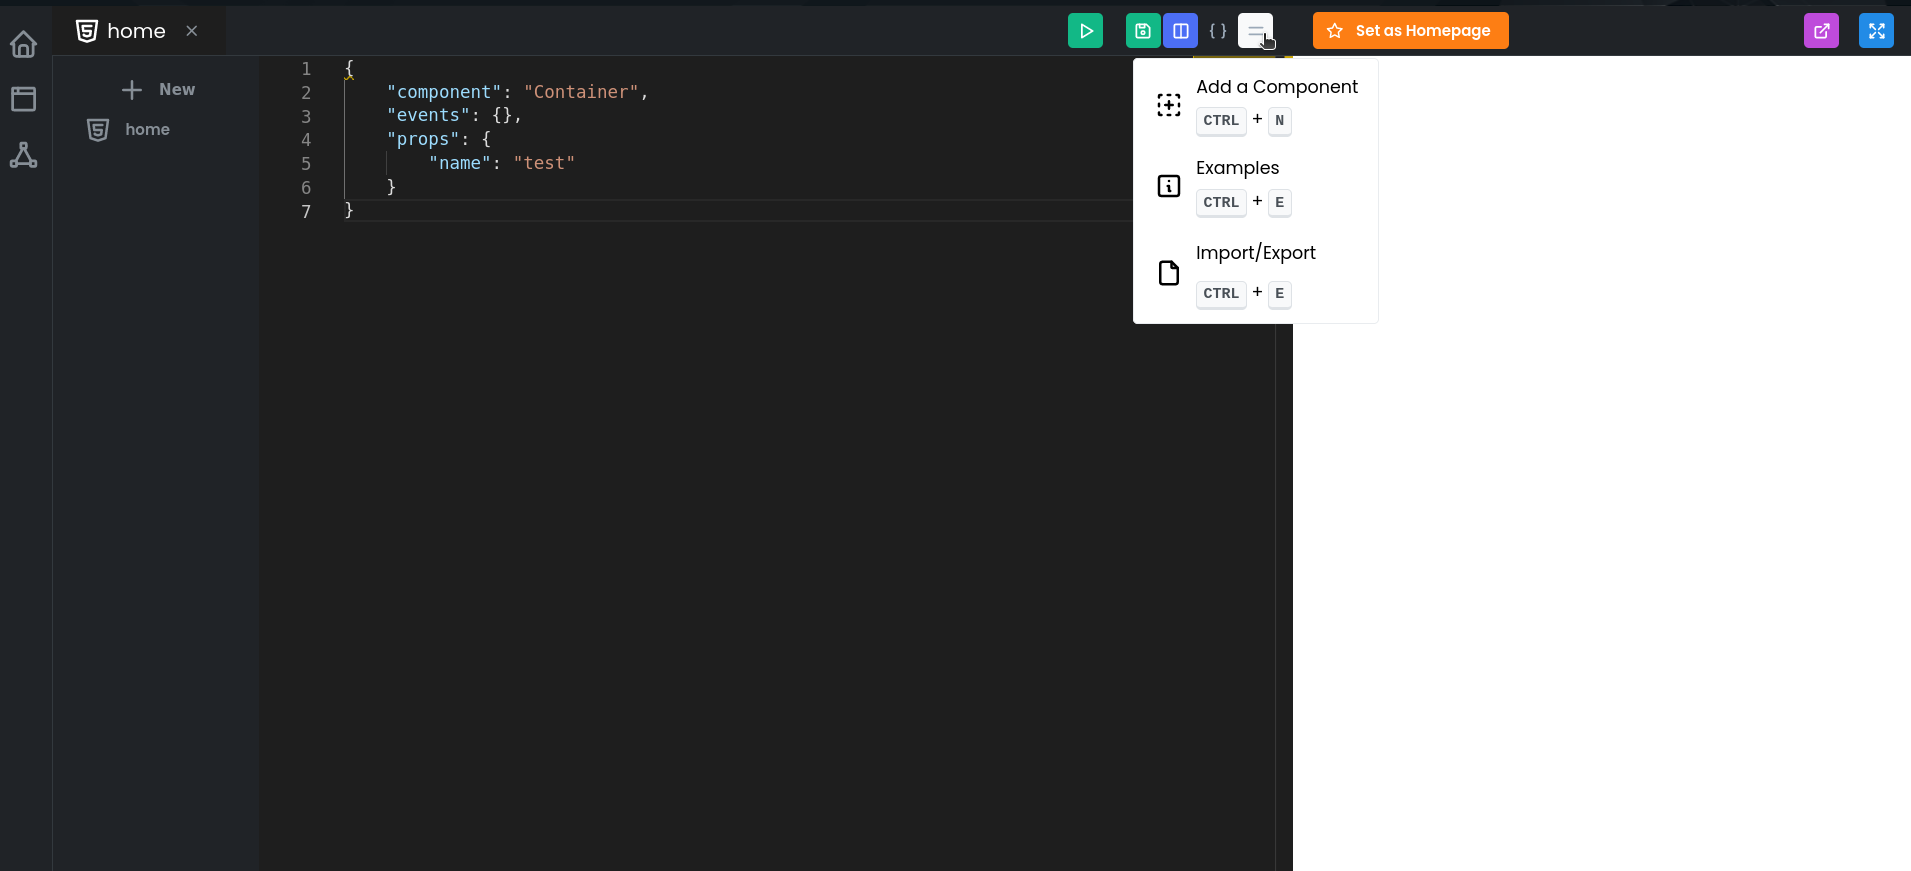 home
Set as Homepage
New
home
1 {
2     "component": "Container",
3     "events": {},
4     "props": {
5         "name": "test"
6     }
7 }
Add a Component
CTRL + N
Examples
CTRL + E
Import/Export
CTRL + E